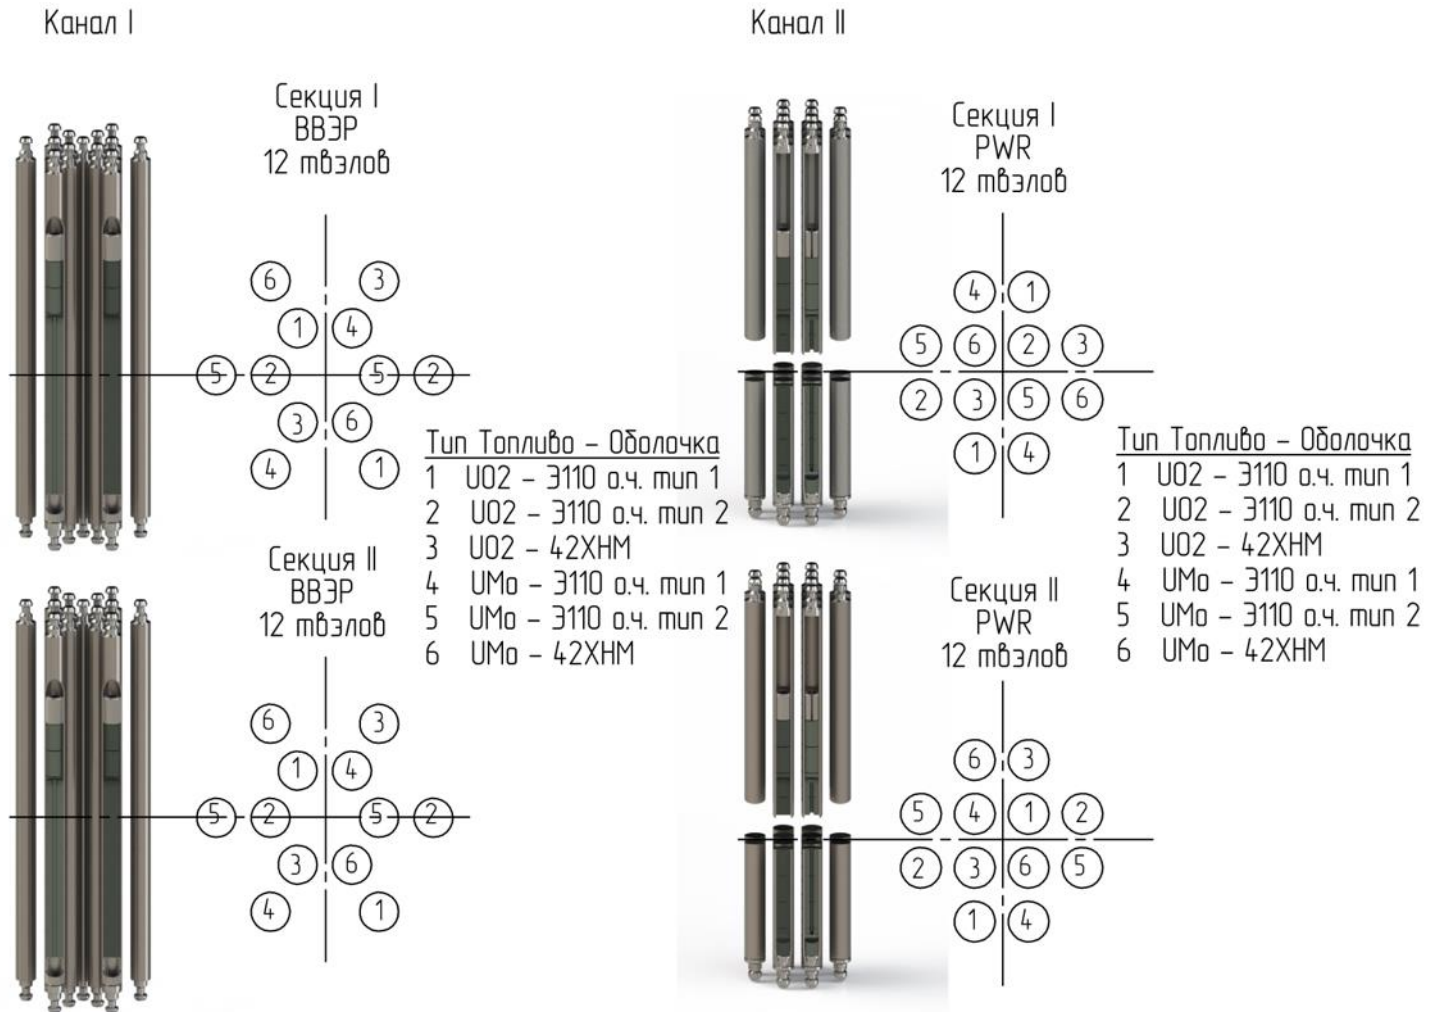 Канал I
Секция I
ВВЭР
12 твэлов
6 3
1 4
5 2 5 2
3 6
4 1
Секция II
ВВЭР
12 твэлов
6 3
1 4
5 2 5 2
3 6
4 1
Тип Топливо – Оболочка
1 UO2 – Э110 о.ч. тип 1
2 UO2 – Э110 о.ч. тип 2
3 UO2 – 42ХНМ
4 UMo – Э110 о.ч. тип 1
5 UMo – Э110 о.ч. тип 2
6 UMo – 42ХНМ
Канал II
Секция I
PWR
12 твэлов
4 1
5 6 2 3
2 3 5 6
1 4
Секция II
PWR
12 твэлов
6 3
5 4 1 2
2 3 6 5
1 4
Тип Топливо – Оболочка
1 UO2 – Э110 о.ч. тип 1
2 UO2 – Э110 о.ч. тип 2
3 UO2 – 42ХНМ
4 UMo – Э110 о.ч. тип 1
5 UMo – Э110 о.ч. тип 2
6 UMo – 42ХНМ